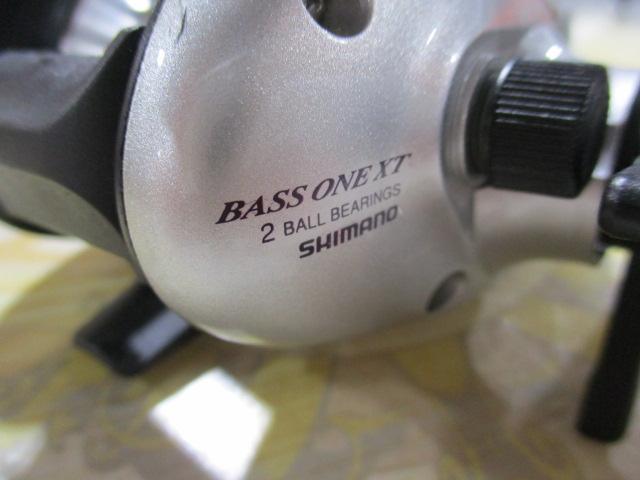 BASS ONE XT
2 BALL BEARINGS
SHIMANO